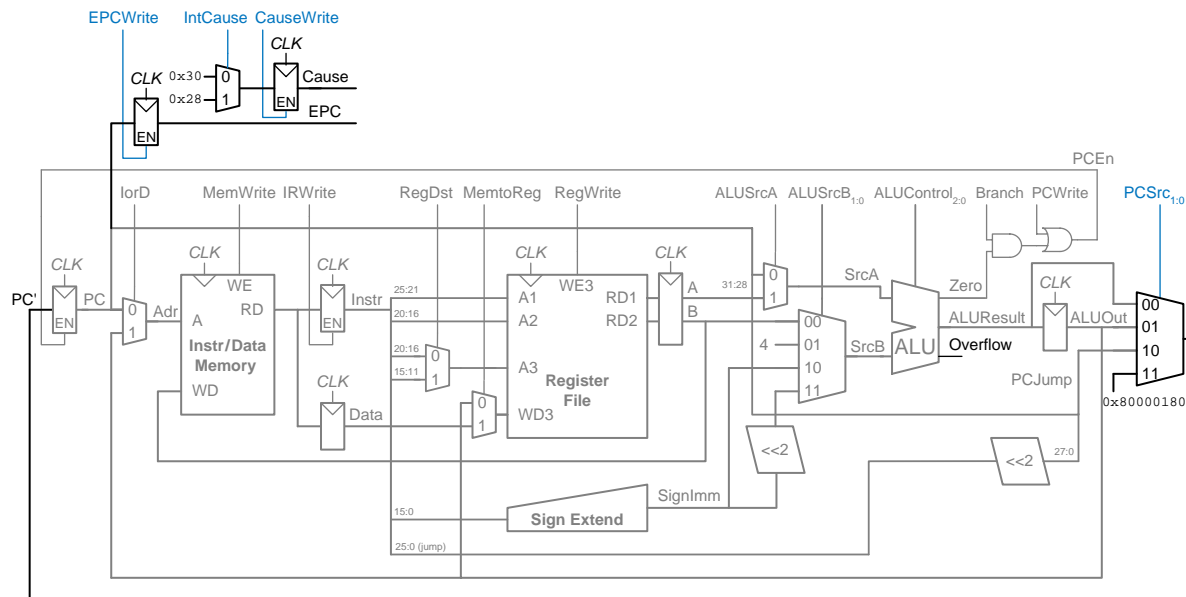 EPCWrite IntCause CauseWrite
CLK
CLK 0x30 0 Cause
0x28 1 EN
EPC
EN
PCEn
IorD MemWrite IRWrite RegDst MemtoReg RegWrite ALUSrcA ALUSrcB1:0 ALUControl2:0 Branch PCWrite PCSrc1:0
CLK CLK CLK CLK CLK
PC' PC 0 Adr WE RD Instr 25:21 A1 WE3 RD1 A 31:28 0 SrcA Zero CLK 00
EN 1 A EN 20:16 A2 RD2 B 1 00 ALUResult ALUOut 01
Instr/Data 20:16 0 A3 4 01 SrcB ALU Overflow 10
Memory 15:11 1 Register 10 PCJump 11
WD CLK Data 0 WD3 File 11 0x80000180
1
<<2 <<2 27:0
SignImm
15:0 Sign Extend
25:0 (jump)